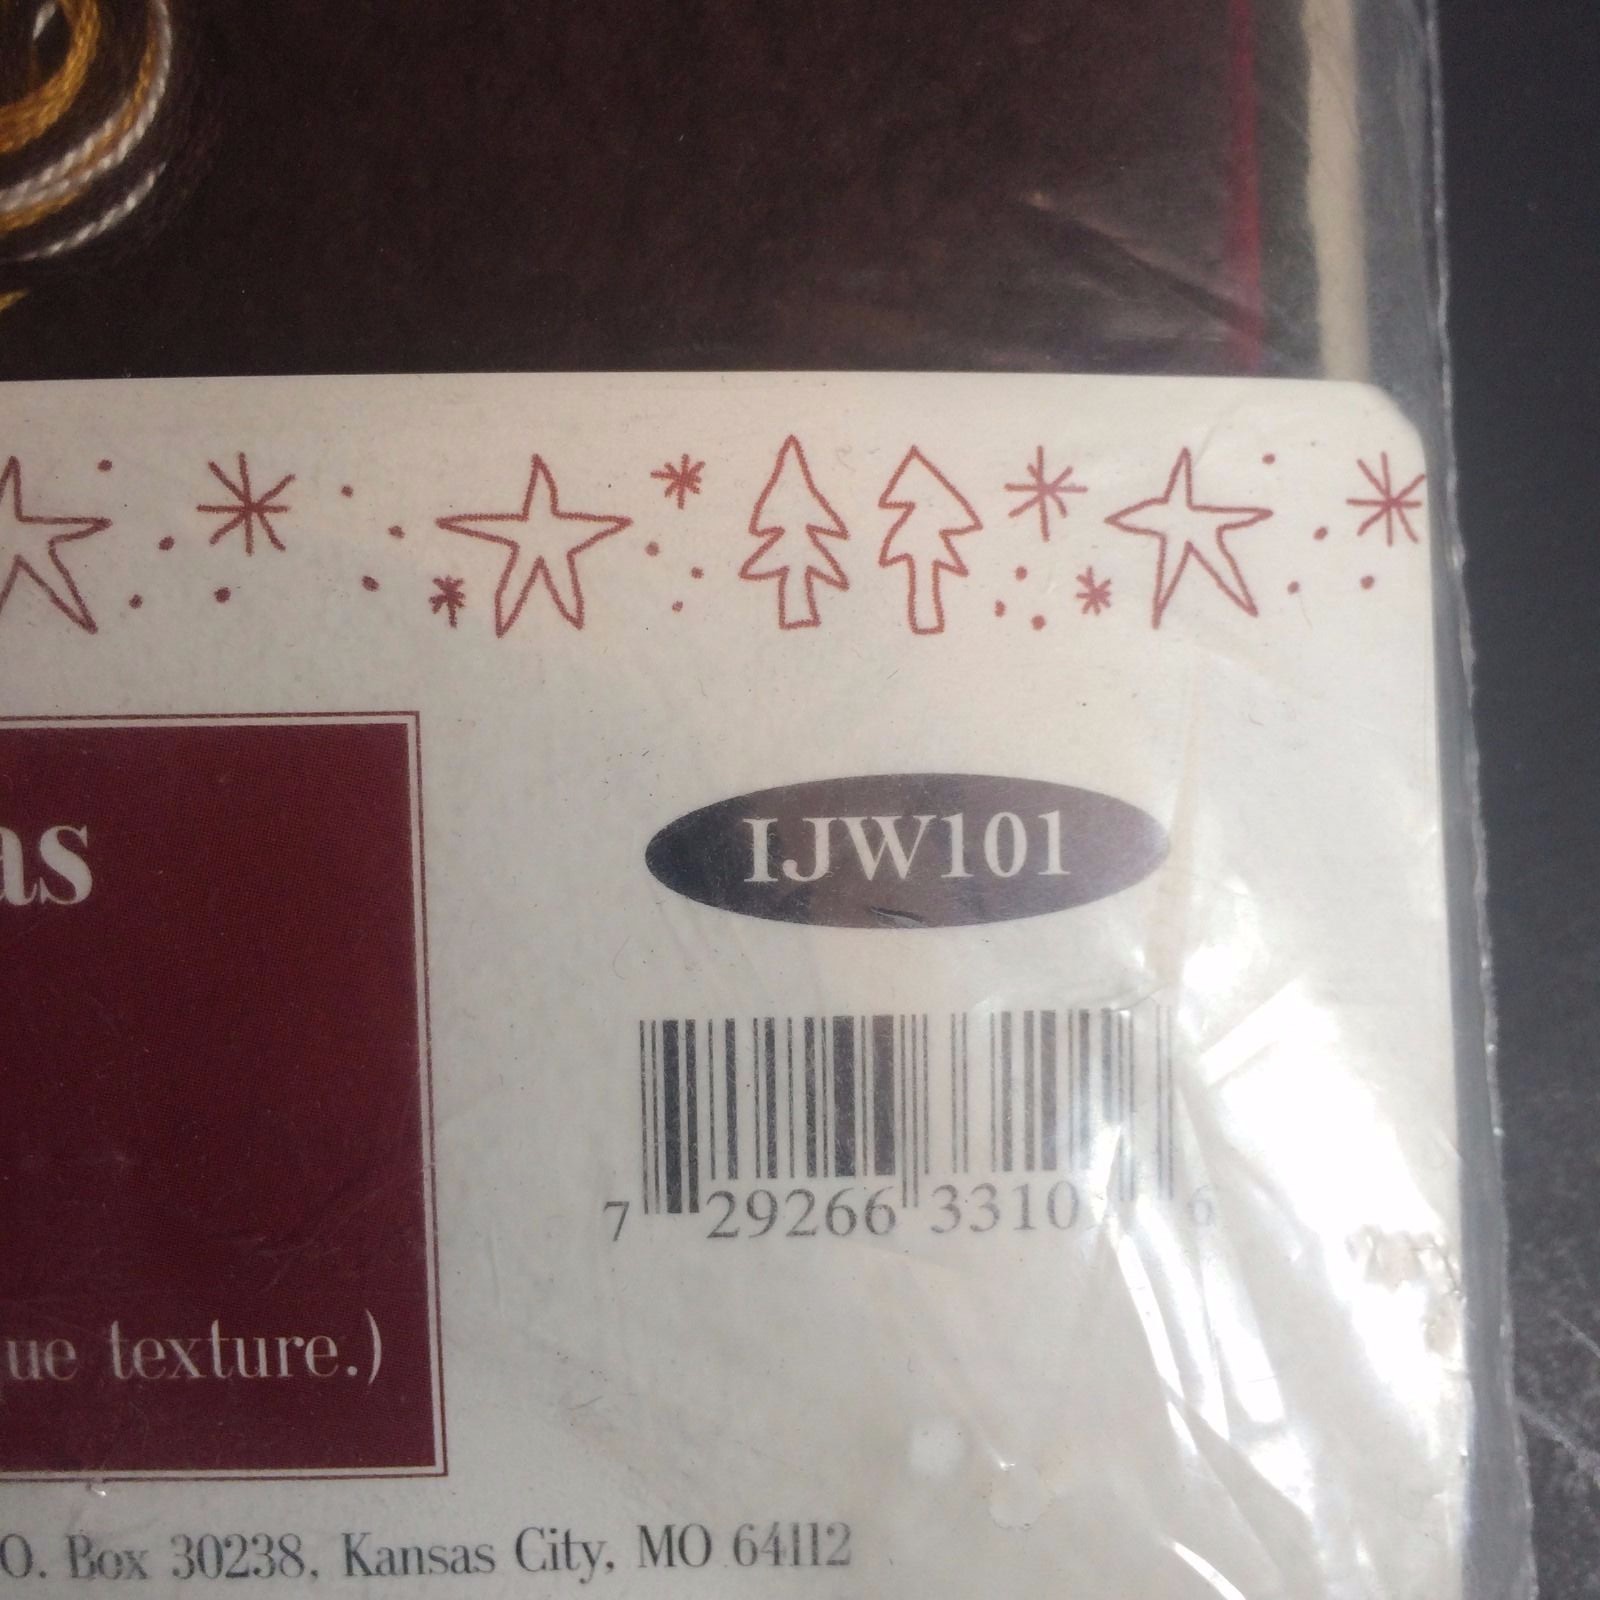 as
IJW101
7 29266 3310 6
ue texture.)
O. Box 30238, Kansas City, MO 64112